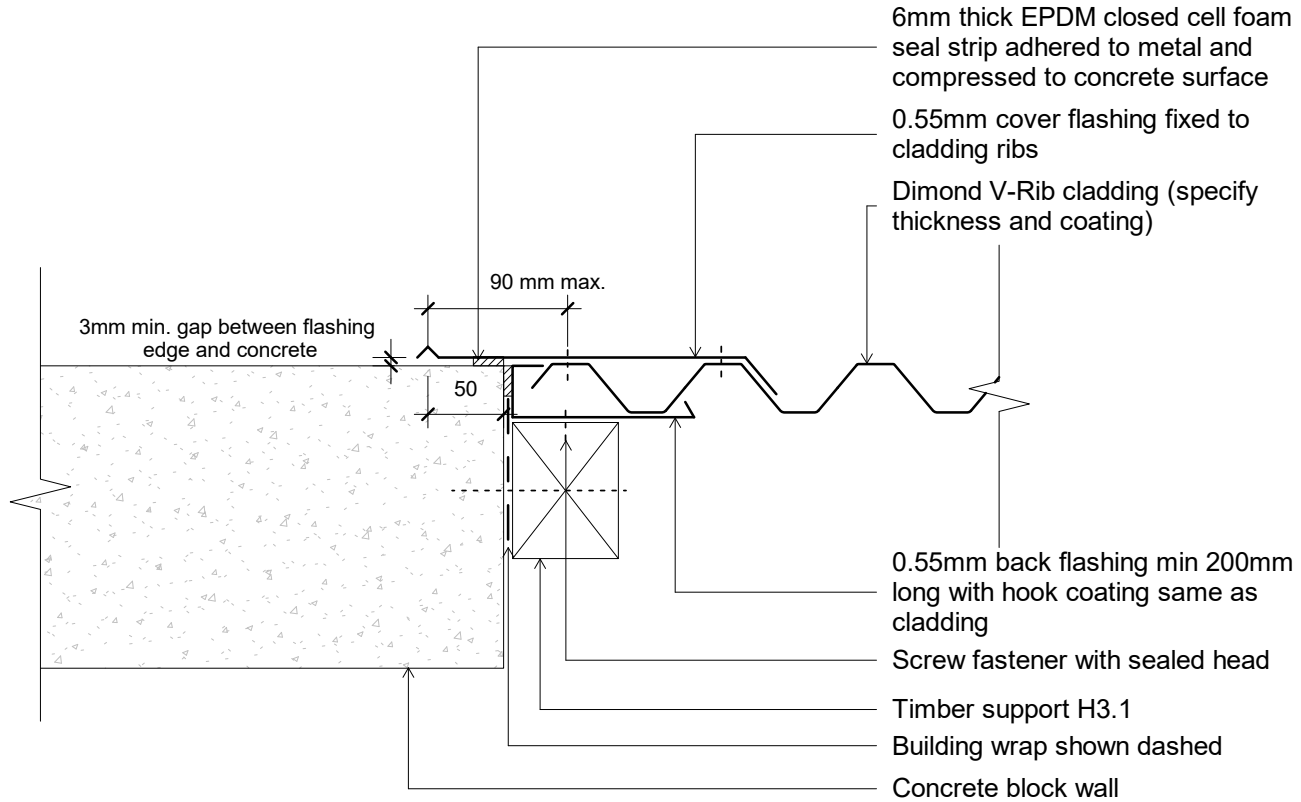 6mm thick EPDM closed cell foam
seal strip adhered to metal and
compressed to concrete surface
0.55mm cover flashing fixed to
cladding ribs
Dimond V-Rib cladding (specify
thickness and coating)
90 mm max.
3mm min. gap between flashing
edge and concrete
50
0.55mm back flashing min 200mm
long with hook coating same as
cladding
Screw fastener with sealed head
Timber support H3.1
Building wrap shown dashed
Concrete block wall